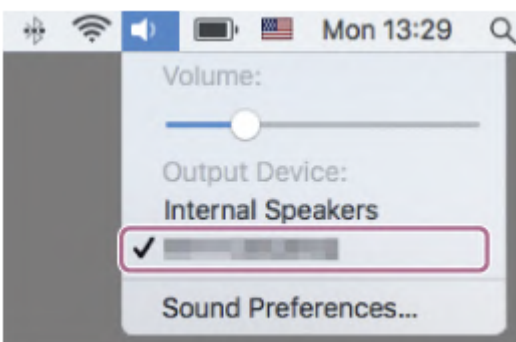 Mon 13:29
Volume:
Output Device:
Internal Speakers
Sound Preferences...